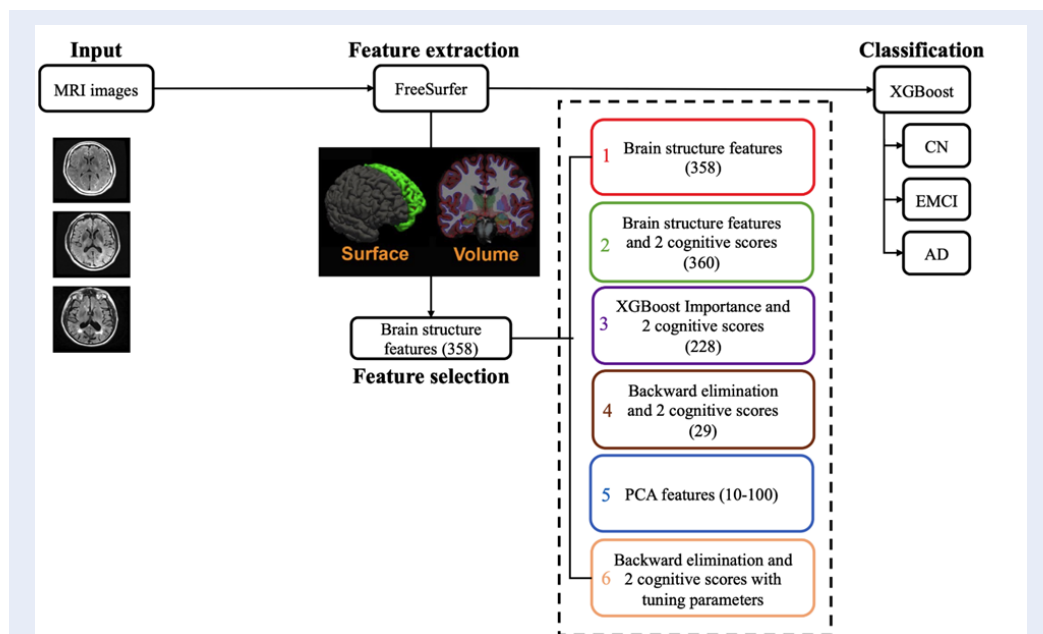 Input
MRI images
Feature extraction
FreeSurfer
Surface
Volume
Brain structure
features (358)
Feature selection
1
Brain structure features
(358)
2
Brain structure features
and 2 cognitive scores
(360)
3
XGBoost Importance and
2 cognitive scores
(228)
4
Backward elimination
and 2 cognitive scores
(29)
5
PCA features (10-100)
6
Backward elimination and
2 cognitive scores with
tuning parameters
Classification
XGBoost
CN
EMCI
AD